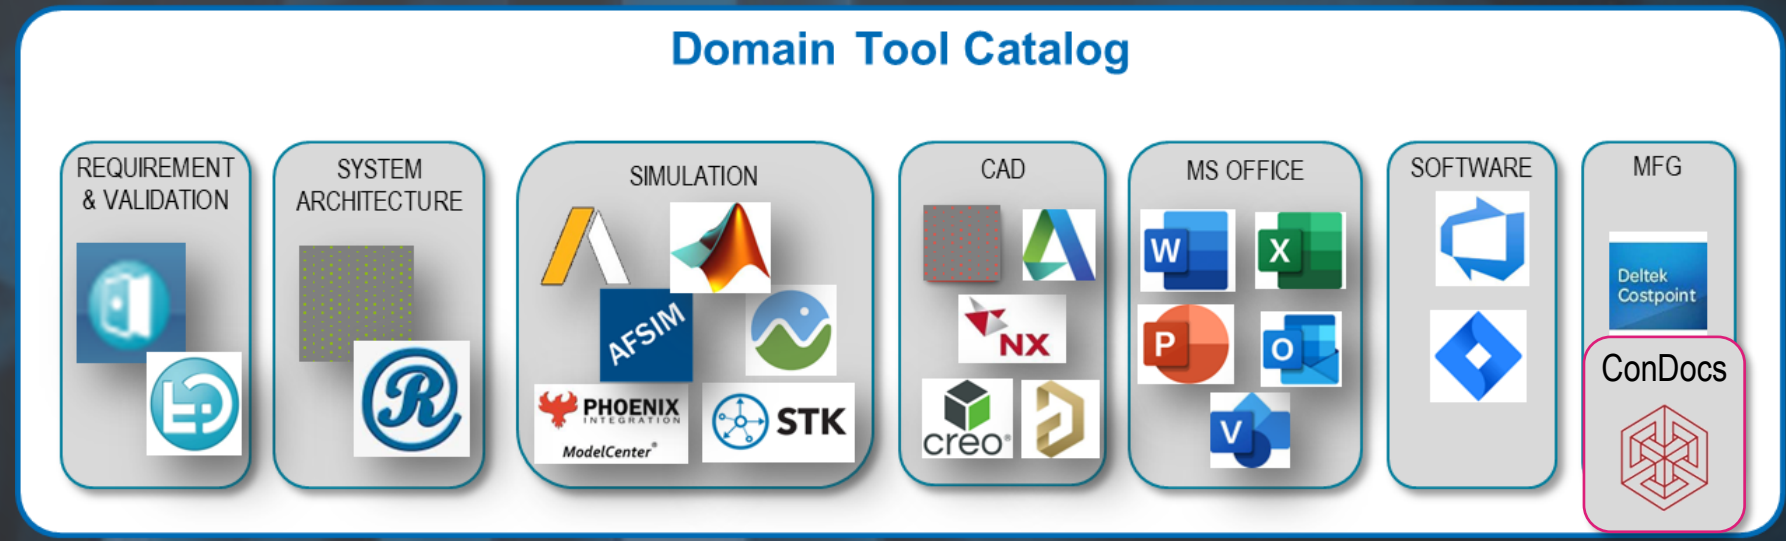 Domain Tool Catalog
REQUIREMENT
& VALIDATION
SYSTEM
ARCHITECTURE
R
SIMULATION
AFSIM
PHOENIX
INTEGRATION
ModelCenter®
STK
CAD
NX
creo®
MS OFFICE
W
X
P
O
V
SOFTWARE
MFG
Deltek
Costpoint
ConDocs